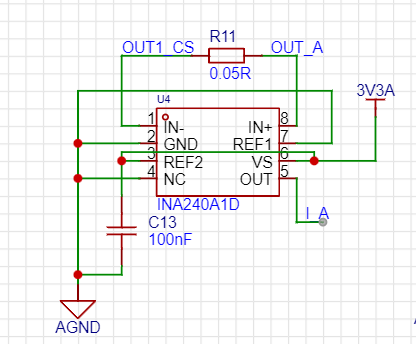 R11
OUT1_CS
OUT_A
0.05R
3V3A
U4
1
IN-
IN+
8
2
GND
REF1
7
3
REF2
VS
6
4
NC
OUT
5
INA240A1D
I_A
C13
100nF
AGND